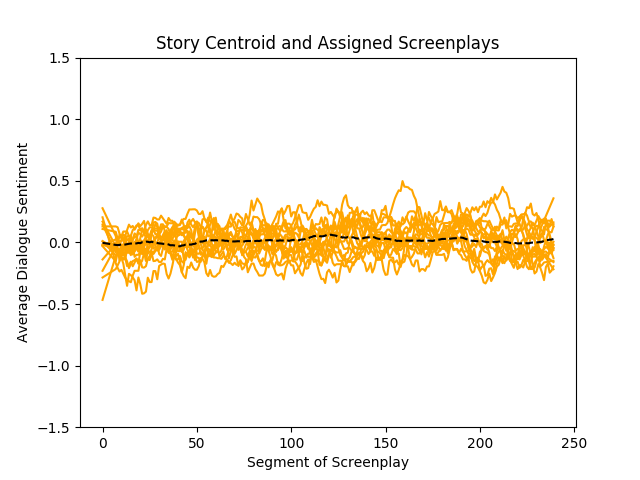 Story Centroid and Assigned Screenplays
1.5
1.0
0.5
0.0
−0.5
−1.0
−1.5
Average Dialogue Sentiment
0 50 100 150 200 250
Segment of Screenplay